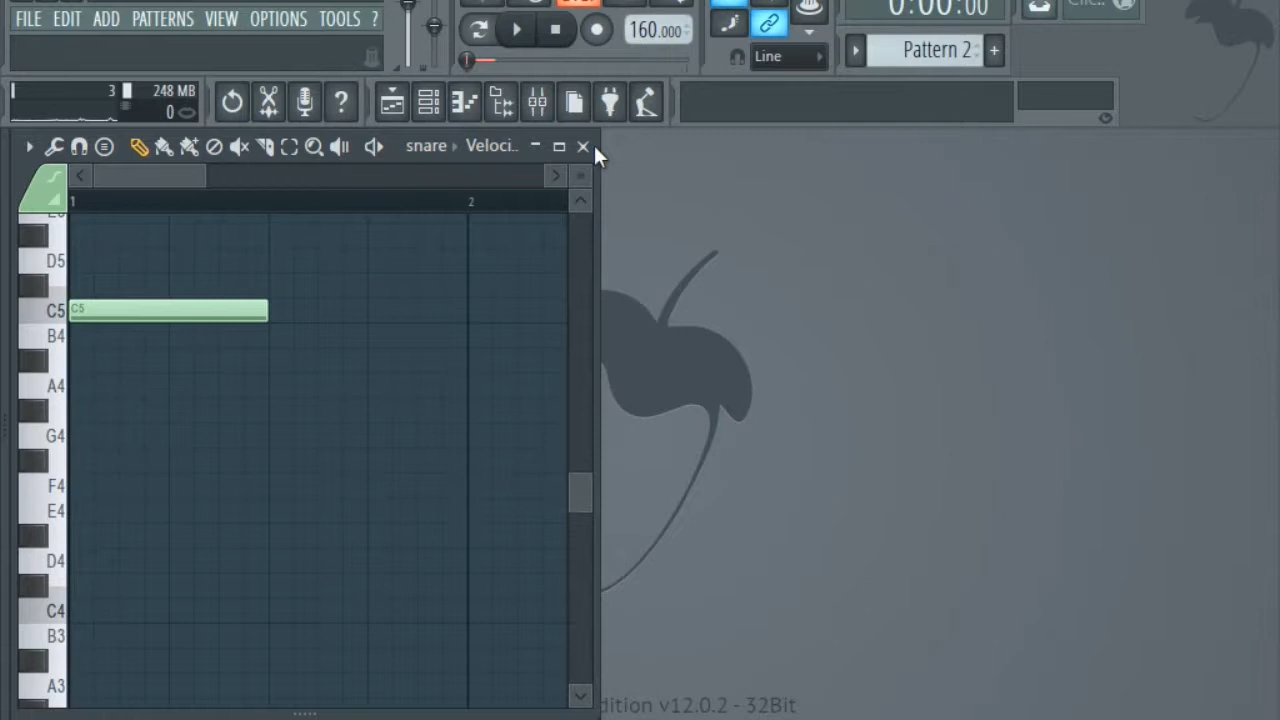 0:00:00
FILE EDIT ADD PATTERNS VIEW OPTIONS TOOLS ?
160.000
Line
Pattern 2 +
3 248 MB
0
?
snare Veloci..
1 2
D5
C5 C5
B4
A4
G4
F4
E4
D4
C4
B3
A3
dition v12.0.2 - 32Bit